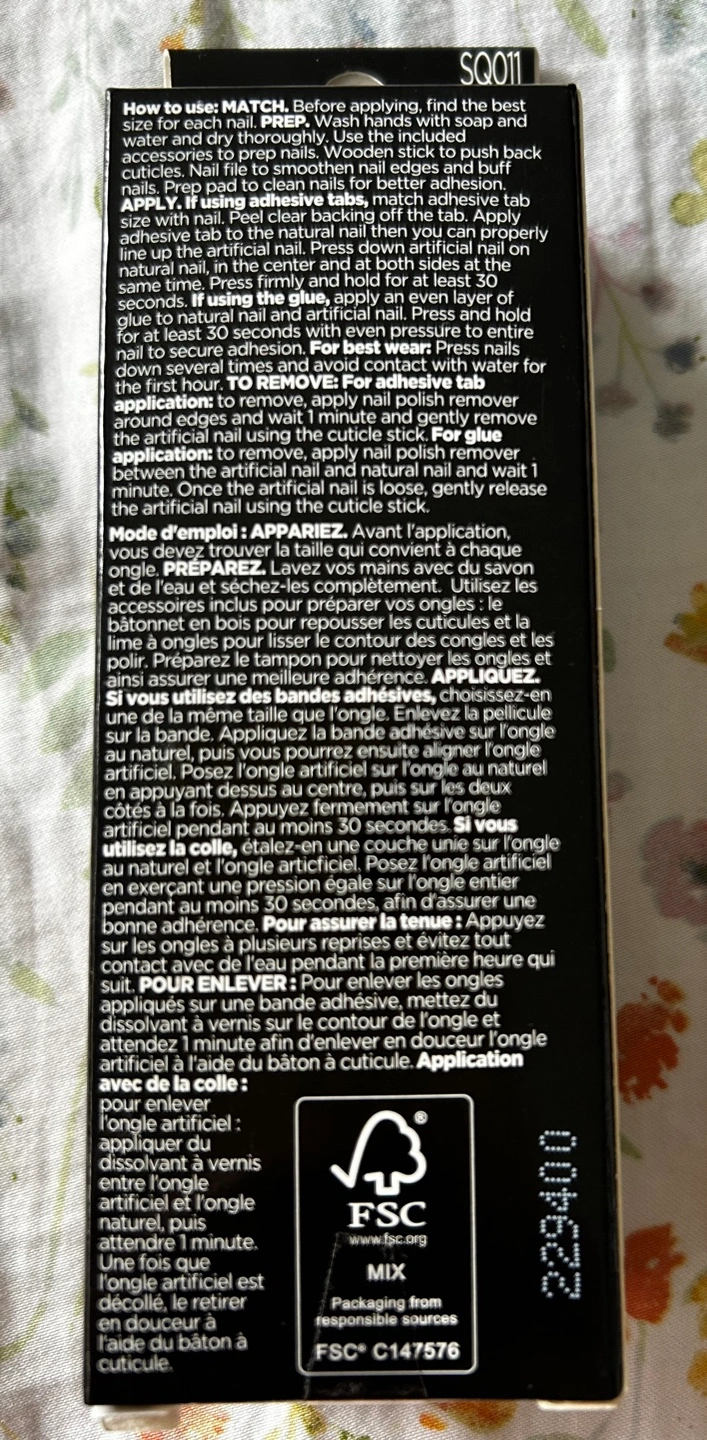 SQ011
How to use: MATCH. Before applying, find the best
size for each nail. PREP. Wash hands with soap and
water and dry thoroughly. Use the included
accessories to prep nails. Wooden stick to push back
cuticles. Nail file to smoothen nail edges and buff
nails. Prep pad to clean nails for better adhesion.
APPLY. If using adhesive tabs, match adhesive tab
size with nail. Peel clear backing off the tab. Apply
adhesive tab to the natural nail then you can properly
line up the artificial nail. Press down artificial nail on
natural nail, in the center and at both sides at the
same time. Press firmly and hold for at least 30
seconds. If using the glue, apply an even layer of
glue to natural nail and artificial nail. Press and hold
for at least 30 seconds with even pressure to entire
nail to secure adhesion. For best wear: Press nails
down several times and avoid contact with water for
the first hour. TO REMOVE: For adhesive tab
application: to remove, apply nail polish remover
around edges and wait 1 minute and gently remove
the artificial nail using the cuticle stick. For glue
application: to remove, apply nail polish remover
between the artificial nail and natural nail and wait 1
minute. Once the artificial nail is loose, gently release
the artificial nail using the cuticle stick.
Mode d'emploi : APPARIEZ. Avant l'application,
vous devez trouver la taille qui convient à chaque
ongle. PRÉPAREZ. Lavez vos mains avec du savon
et de l'eau et séchez-les complètement. Utilisez les
accessoires inclus pour préparer vos ongles : le
bâtonnet en bois pour repousser les cuticules et la
lime à ongles pour lisser le contour des congles et les
polir. Préparez le tampon pour nettoyer les ongles et
ainsi assurer une meilleure adhérence. APPLIQUEZ.
Si vous utilisez des bandes adhésives, choisissez-en
une de la même taille que l'ongle. Enlevez la pellicule
sur la bande. Appliquez la bande adhésive sur l'ongle
au naturel, puis vous pourrez ensuite aligner l'ongle
artificiel. Posez l'ongle artificiel sur l'ongle au naturel
en appuyant dessus au centre, puis sur les deux
côtés à la fois. Appuyez fermement sur l'ongle
artificiel pendant au moins 30 secondes. Si vous
utilisez la colle, étalez-en une couche unie sur l'ongle
au naturel et l'ongle articficiel. Posez l'ongle artificiel
en exerçant une pression égale sur l'ongle entier
pendant au moins 30 secondes, afin d'assurer une
bonne adhérence. Pour assurer la tenue : Appuyez
sur les ongles à plusieurs reprises et évitez tout
contact avec de l'eau pendant la première heure qui
suit. POUR ENLEVER : Pour enlever les ongles
appliqués sur une bande adhésive, mettez du
dissolvant à vernis sur le contour de l'ongle et
attendez 1 minute afin d'enlever en douceur l'ongle
artificiel à l'aide du bâton à cuticule. Application
avec de la colle :
pour enlever
l'ongle artificiel :
appliquer du
dissolvant à vernis
entre l'ongle
artificiel et l'ongle
naturel, puis
attendre 1 minute.
Une fois que
l'ongle artificiel est
décollé, le retirer
en douceur à
l'aide du bâton à
cuticule.
®
FSC
www.fsc.org
MIX
Packaging from
responsible sources
FSC® C147576
229400